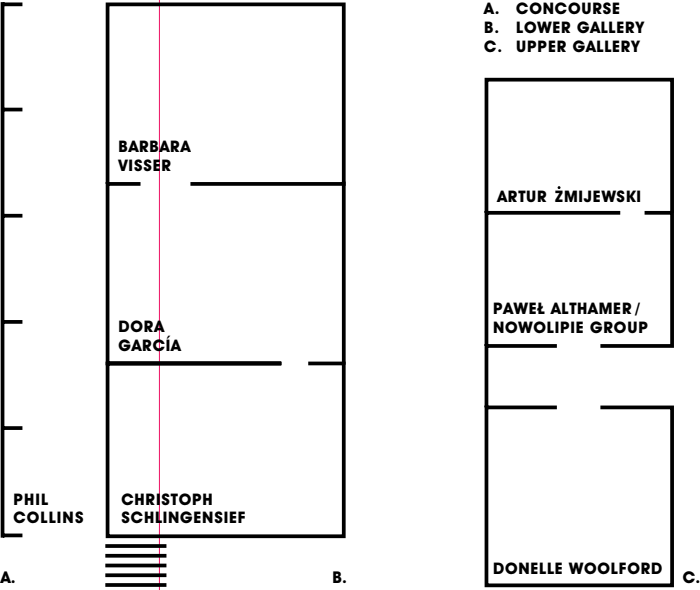 A. CONCOURSE
B. LOWER GALLERY
C. UPPER GALLERY
BARBARA
VISSER
DORA
GARCÍA
PHIL
COLLINS
CHRISTOPH
SCHLINGENSIEF
A.
B.
ARTUR ŻMIJEWSKI
PAWEŁ ALTHAMER/
NOWOLIPIE GROUP
DONELLE WOOLFORD
C.